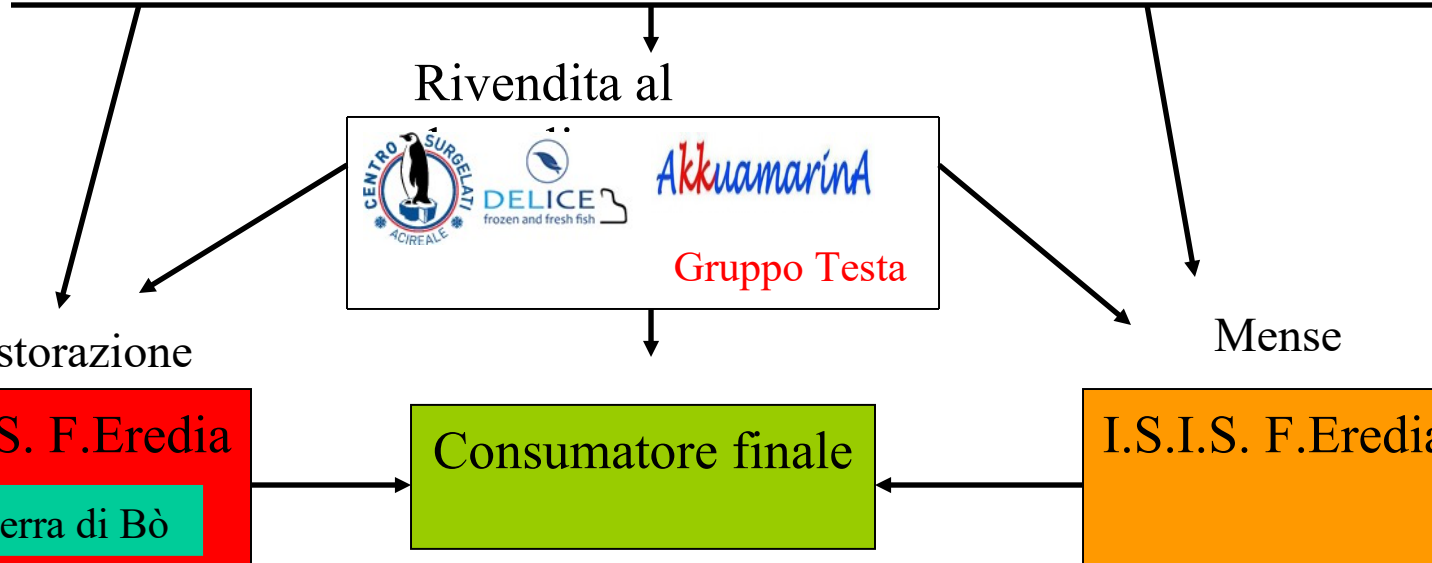 Rivendita al
CENTRO SURGELATI
ACIREALE
DELICE
frozen and fresh fish
AkkuamarinA
Gruppo Testa
storazione
Mense
S. F.Eredia
I.S.I.S. F.Eredia
Consumatore finale
erra di Bò